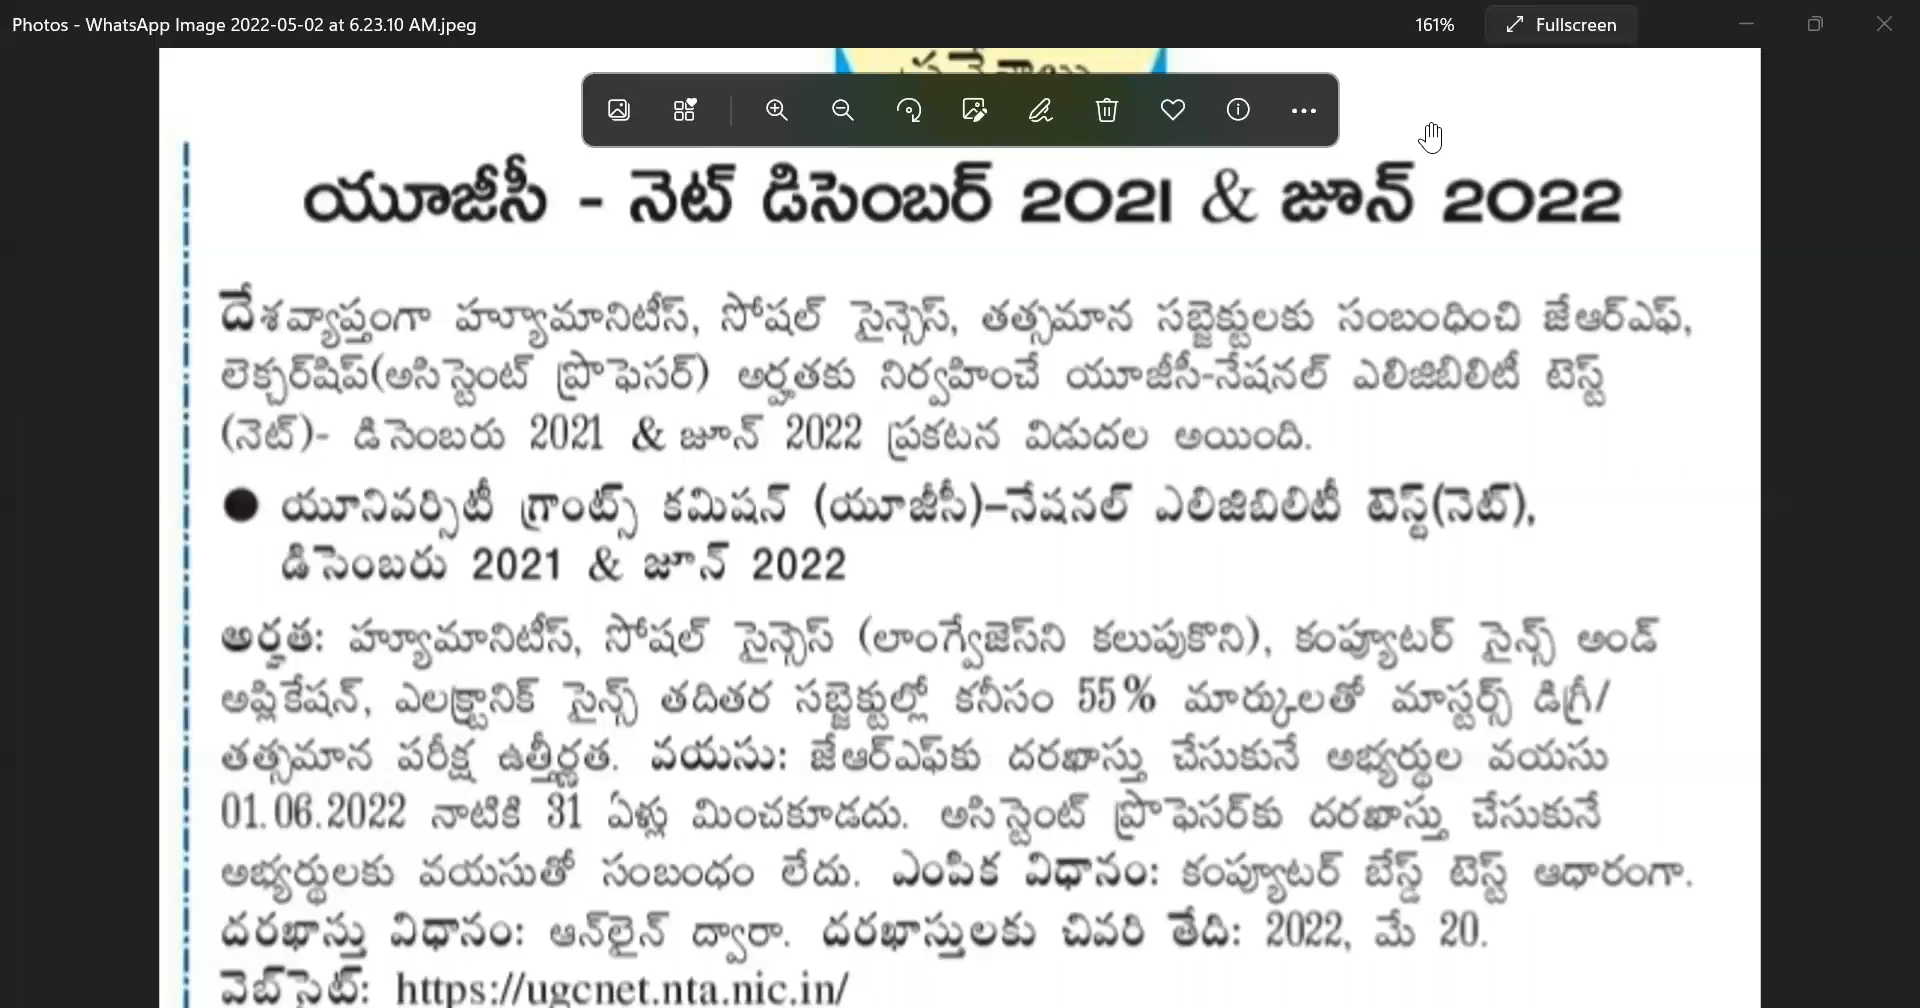 Photos - WhatsApp Image 2022-05-02 at 6.23.10 AM.jpeg
161%
Fullscreen
యూజీసీ - నెట్ డిసెంబర్ 2021 & జూన్ 2022
దేశవ్యాప్తంగా హ్యూమానిటీస్, సోషల్ సైన్సెస్, తత్సమాన సబ్జెక్టులకు సంబంధించి జేఆర్ఎఫ్,
లెక్చర్‌షిప్(అసిస్టెంట్ ప్రొఫెసర్) అర్హతకు నిర్వహించే యూజీసీ-నేషనల్ ఎలిజిబిలిటీ టెస్ట్
(నెట్)- డిసెంబరు 2021 & జూన్ 2022 ప్రకటన విడుదల అయింది.
● యూనివర్సిటీ గ్రాంట్స్ కమిషన్ (యూజీసీ)–నేషనల్ ఎలిజిబిలిటీ టెస్ట్(నెట్),
డిసెంబరు 2021 & జూన్ 2022
అర్హత: హ్యూమానిటీస్, సోషల్ సైన్సెస్ (లాంగ్వేజెస్‌ని కలుపుకొని), కంప్యూటర్ సైన్స్ అండ్
అప్లికేషన్, ఎలక్ట్రానిక్ సైన్స్ తదితర సబ్జెక్టుల్లో కనీసం 55% మార్కులతో మాస్టర్స్ డిగ్రీ/
తత్సమాన పరీక్ష ఉత్తీర్ణత. వయసు: జేఆర్ఎఫ్‌కు దరఖాస్తు చేసుకునే అభ్యర్థుల వయసు
01.06.2022 నాటికి 31 ఏళ్లు మించకూడదు. అసిస్టెంట్ ప్రొఫెసర్‌కు దరఖాస్తు చేసుకునే
అభ్యర్థులకు వయసుతో సంబంధం లేదు. ఎంపిక విధానం: కంప్యూటర్ బేస్డ్ టెస్ట్ ఆధారంగా.
దరఖాస్తు విధానం: ఆన్‌లైన్ ద్వారా. దరఖాస్తులకు చివరి తేది: 2022, మే 20.
వెబ్‌సైట్: https://ugcnet.nta.nic.in/